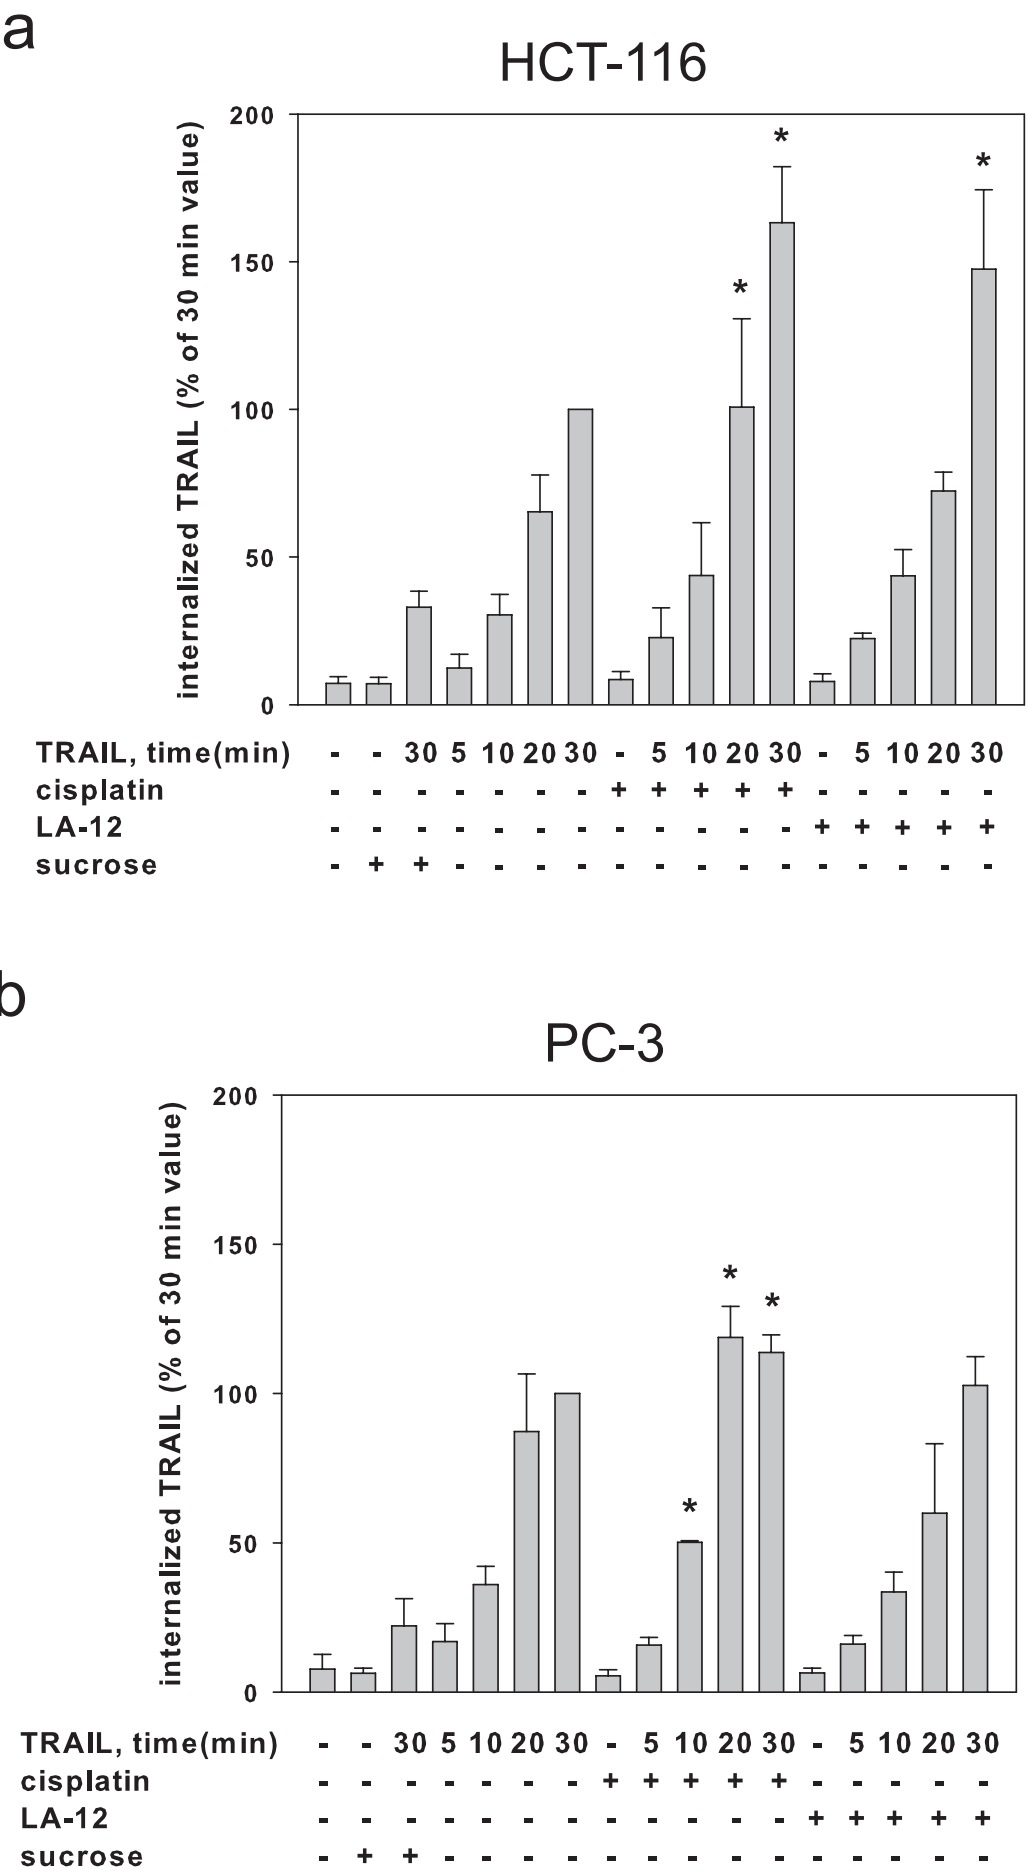 a
HCT-116
internalized TRAIL (% of 30 min value)
200
*
*
150
*
100
50
0
TRAIL, time(min) - - 30 5 10 20 30 - 5 10 20 30 - 5 10 20 30
cisplatin - - - - - - - + + + + + - - - - -
LA-12 - - - - - - - - - - - - + + + + +
sucrose - + + - - - - - - - - - - - - - -
b
PC-3
internalized TRAIL (% of 30 min value)
200
150
*
*
100
*
50
0
TRAIL, time(min) - - 30 5 10 20 30 - 5 10 20 30 - 5 10 20 30
cisplatin - - - - - - - + + + + + - - - - -
LA-12 - - - - - - - - - - - - + + + + +
sucrose - + + - - - - - - - - - - - - - -